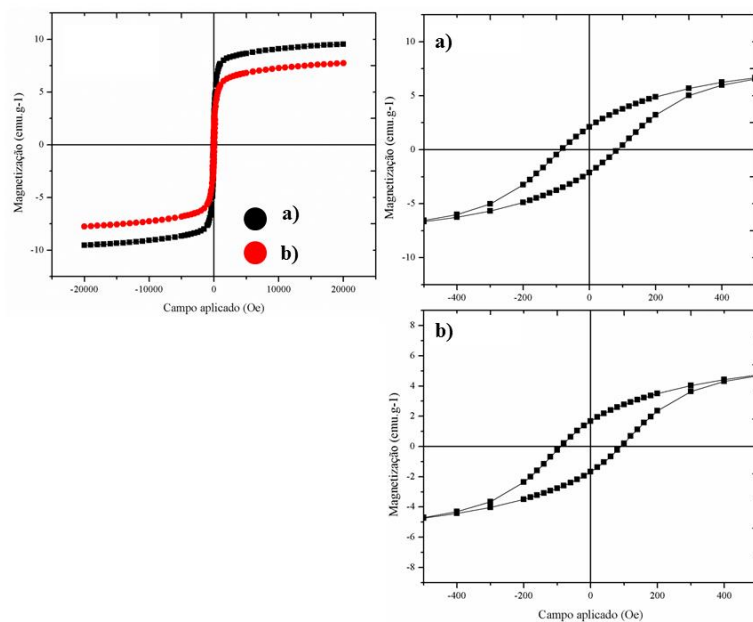 10
5
0
-5
-10
Magnetização (emu.g-1)
a)
b)
-20000 -10000 0 10000 20000
Campo aplicado (Oe)
a)
10
5
0
-5
-10
Magnetização (emu.g-1)
-400 -200 0 200 400
b)
8
6
4
2
0
-2
-4
-6
-8
Magnetização (emu.g-1)
-400 -200 0 200 400
Campo aplicado (Oe)